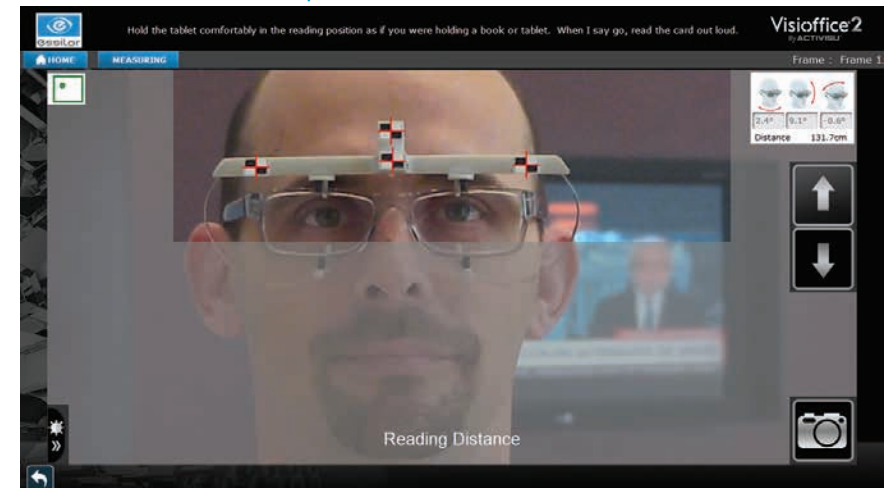 essilor
Hold the tablet comfortably in the reading position as if you were holding a book or tablet. When I say go, read the card out loud.
Visioffice 2
By ACTIVISU
HOME
MEASURING
Frame : Frame 1
2.4° 9.1° -0.6°
Distance 131.7cm
Reading Distance